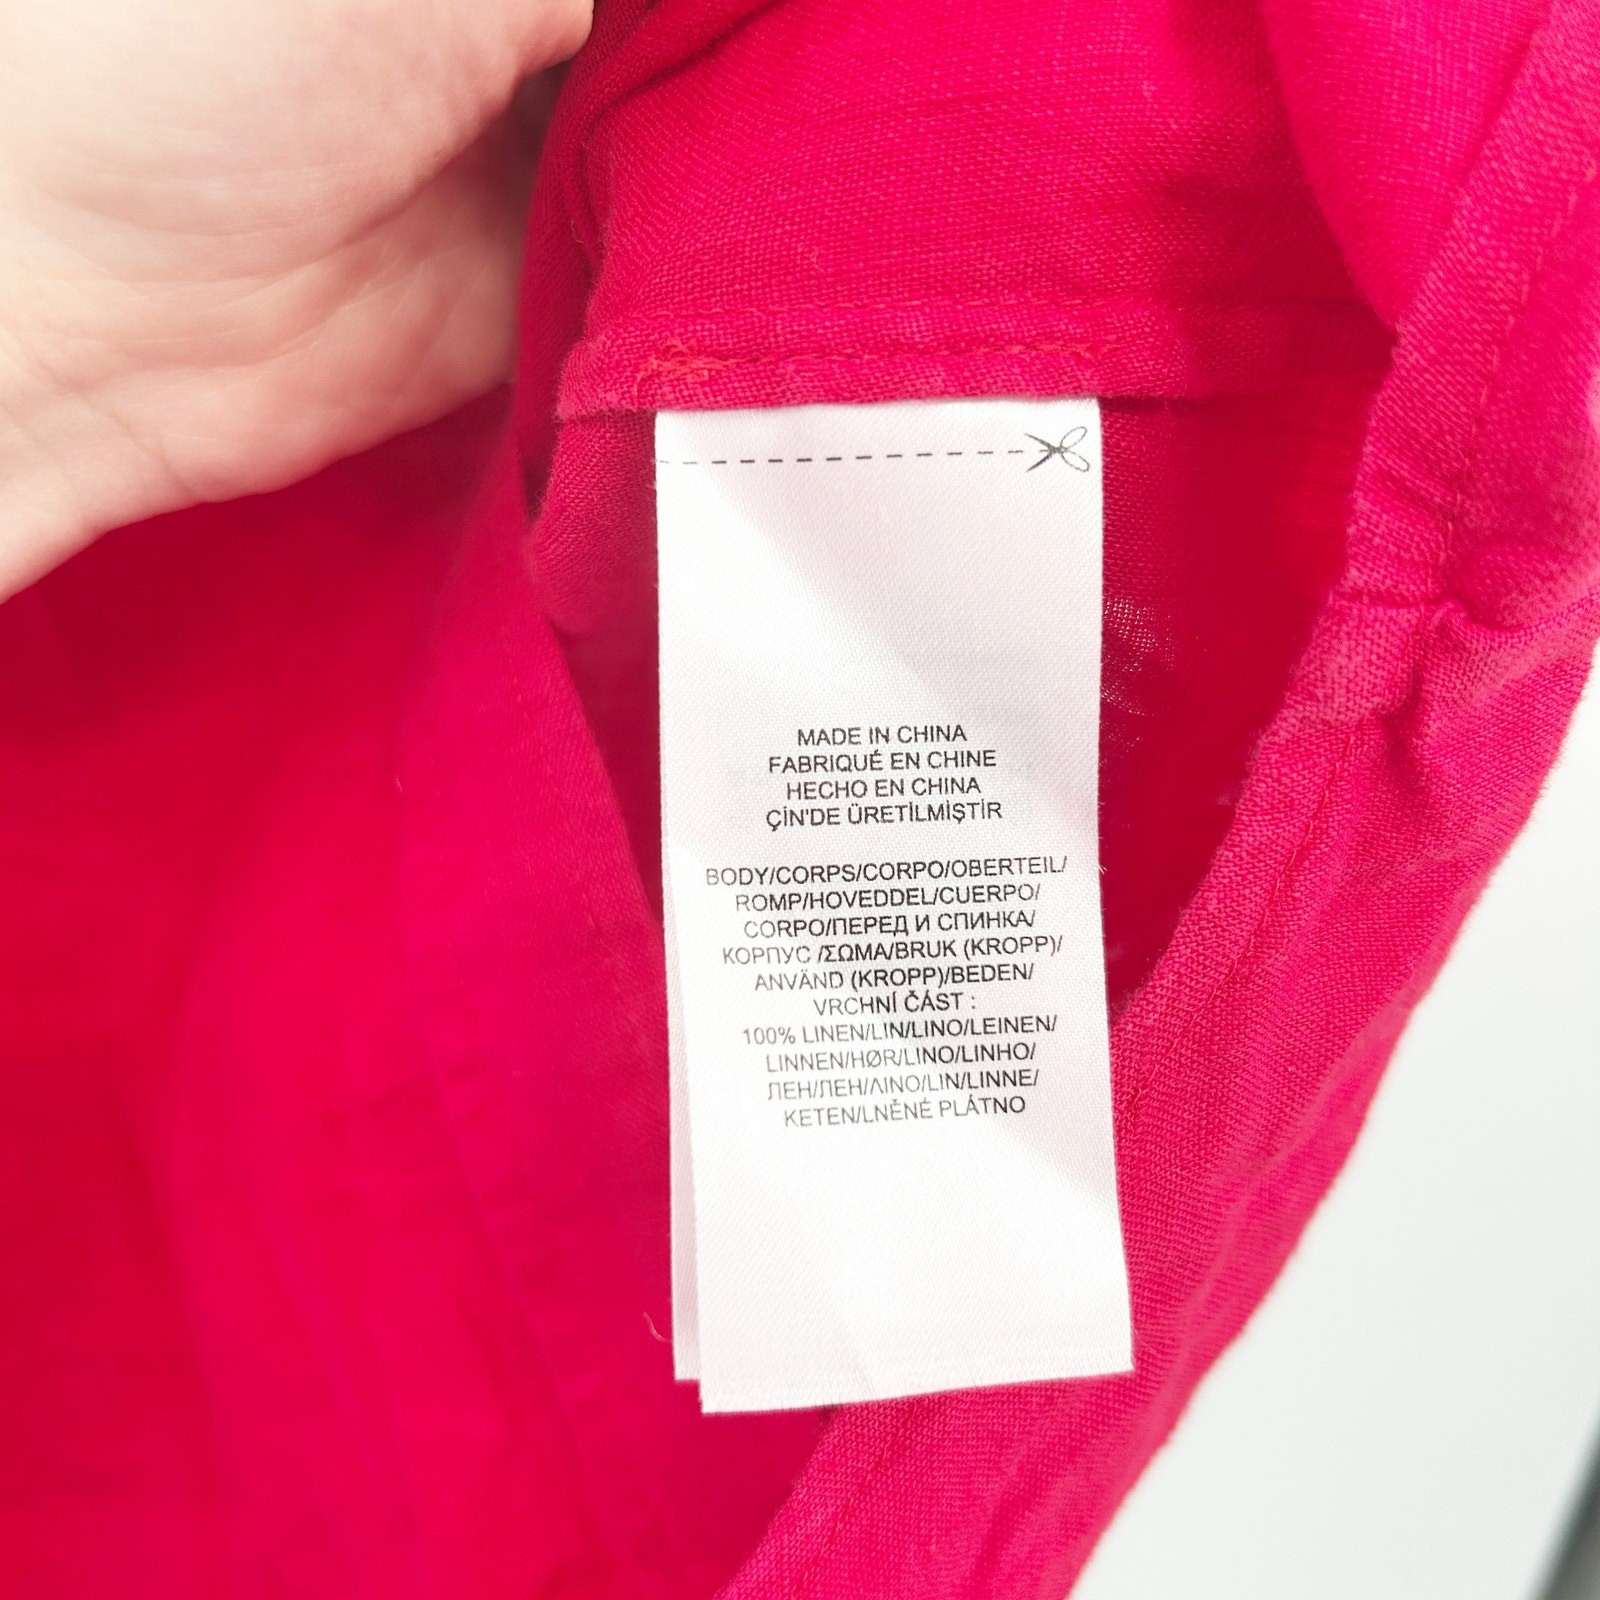 MADE IN CHINA
FABRIQUÉ EN CHINE
HECHO EN CHINA
ÇİN'DE ÜRETİLMİŞTİR
BODY/CORPS/CORPO/OBERTEIL/
ROMP/HOVEDDEL/CUERPO/
CORPO/ПЕРЕД И СПИНКА/
КОРПУС /ΣΩΜΑ/BRUK (KROPP)/
ANVÄND (KROPP)/BEDEN/
VRCHNÍ ČÁST :
100% LINEN/LIN/LINO/LEINEN/
LINNEN/HØR/LINO/LINHO/
ЛЕН/ЛЕН/ΛΙΝΟ/LIN/LINNE/
KETEN/LNĚNÉ PLÁTNO